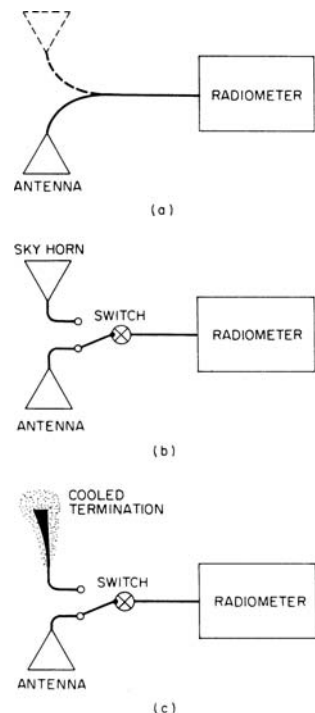 RADIOMETER
ANTENNA
(a)
SKY HORN
SWITCH
RADIOMETER
ANTENNA
(b)
COOLED
TERMINATION
SWITCH
RADIOMETER
ANTENNA
(c)